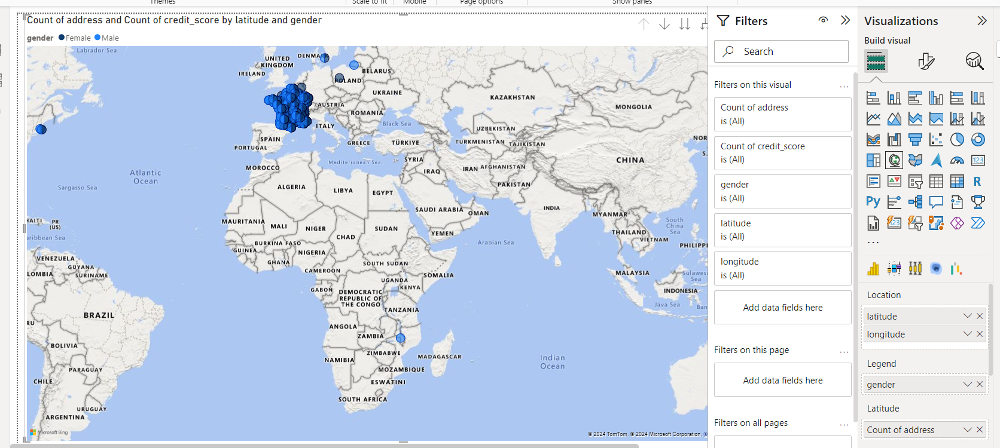 Themes
Scale to fit
Mobile
Page options
Show panes
Count of address and Count of credit_score by latitude and gender
gender Female Male
Labrador Sea
UNITED
KINGDOM
IRELAND
DENMARK
BELARUS
POLAND
UKRAINE
AUSTRIA
ROMANIA
ITALY
Black Sea
SPAIN
PORTUGAL
GREECE
TÜRKIYE
KAZAKHSTAN
MONGOLIA
UZBEKISTAN
TURKMENISTAN
TAJIKISTAN
NOR
S.
Mediterranean Sea
SYRIA
IRAQ
IRAN
AFGHANISTAN
CHINA
PAKISTAN
MOROCCO
Atlantic
Ocean
Sargasso Sea
ALGERIA
LIBYA
EGYPT
SAUDI ARABIA
OMAN
INDIA
MYANMAR
HAITI
PR
(US)
aribbean Sea
MAURITANIA
MALI
NIGER
CHAD
SUDAN
YEMEN
Arabian Sea
THAILAND
VIETNAM
South
China
Sea
PHILIPPI
BURKINA FASO
GUINEA
NIGERIA
GHANA
VENEZUELA
GUYANA
SURINAME
LOMBIA
CAMEROON
SOUTH SUDAN
SOMALIA
UGANDA
KENYA
MALAYSIA
Sulawes
Sea
INDONESIA
Java Sea
Ban
GABON
DEMOCRATIC
REPUBLIC OF
THE CONGO
TANZANIA
BRAZIL
RU
ANGOLA
ZAMBIA
BOLIVIA
ZIMBABWE
MADAGASCAR
NAMIBIA
MOZAMBIQUE
Indian
Ocean
PARAGUAY
CHILE
ESWATINI
SOUTH AFRICA
URUGUAY
ARGENTINA
Microsoft Bing
© 2024 TomTom, © 2024 Microsoft Corporation, ©
Filters
Search
Filters on this visual
...
Count of address
is (All)
Count of credit_score
is (All)
gender
is (All)
latitude
is (All)
longitude
is (All)
Add data fields here
Filters on this page
...
Add data fields here
Filters on all pages
...
Visualizations
Build visual
123
R
Py
123
...
Location
latitude
longitude
Legend
gender
Latitude
Count of address